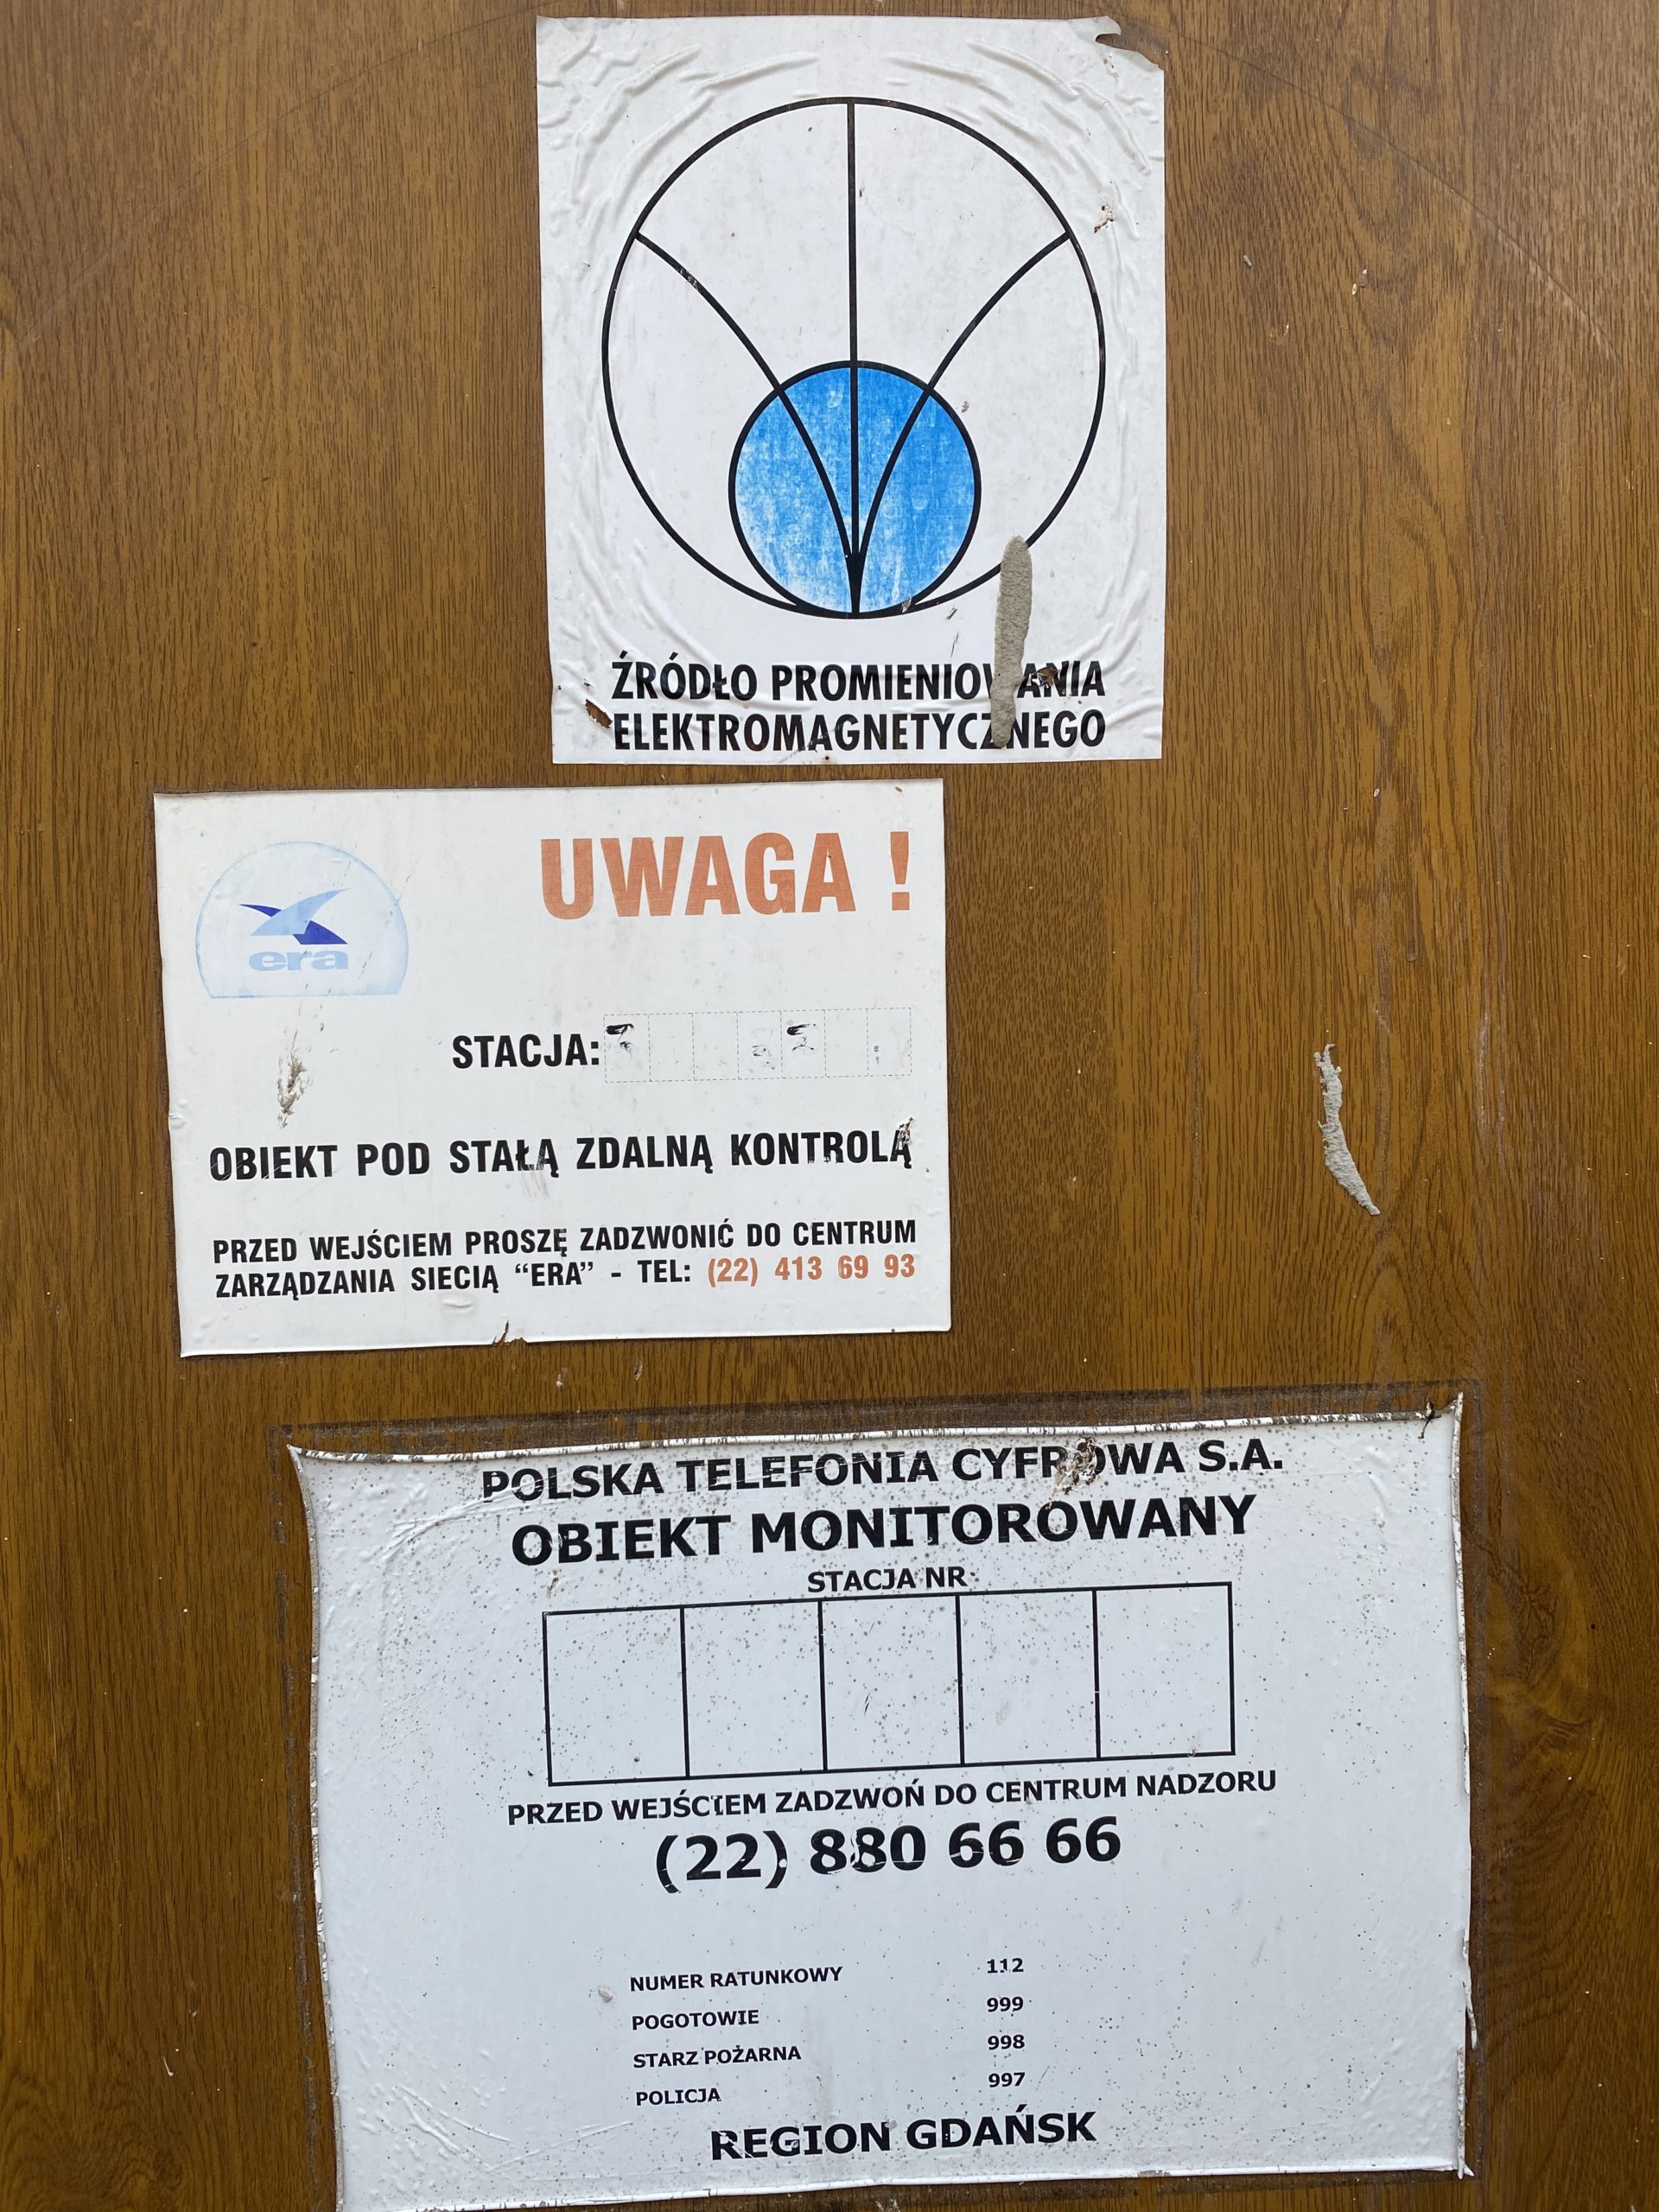 ŹRÓDŁO PROMIENIOWANIA
ELEKTROMAGNETYCZNEGO
UWAGA !
era
STACJA:
OBIEKT POD STAŁĄ ZDALNĄ KONTROLĄ
PRZED WEJŚCIEM PROSZĘ ZADZWONIĆ DO CENTRUM
ZARZĄDZANIA SIECIĄ “ERA” - TEL: (22) 413 69 93
POLSKA TELEFONIA CYFROWA S.A.
OBIEKT MONITOROWANY
STACJA NR
PRZED WEJŚCIEM ZADZWOŃ DO CENTRUM NADZORU
(22) 880 66 66
NUMER RATUNKOWY 112
POGOTOWIE 999
STARZ POŻARNA 998
POLICJA 997
REGION GDAŃSK